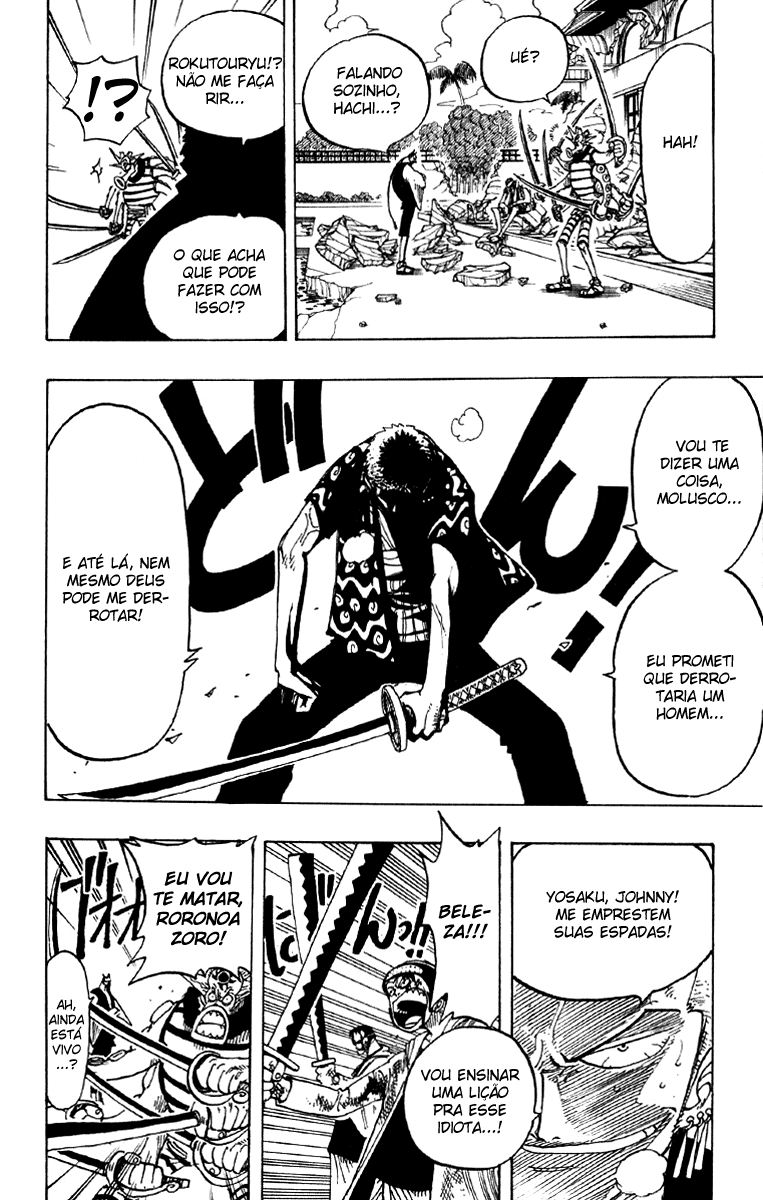 HAH!
UÉ?
FALANDO
SOZINHO,
HACHI...?
ROKUTOURYU!?
NÃO ME FAÇA
RIR...
!?
O QUE ACHA
QUE PODE
FAZER COM
ISSO!?
VOU TE
DIZER UMA
COISA,
MOLUSCO...
EU PROMETI
QUE DERRO-
TARIA UM
HOMEM...
E ATÉ LÁ, NEM
MESMO DEUS
PODE ME DER-
ROTAR!
YOSAKU, JOHNNY!
ME EMPRESTEM
SUAS ESPADAS!
BELE-
ZA!!!
VOU ENSINAR
UMA LIÇÃO
PRA ESSE
IDIOTA...!
EU VOU
TE MATAR,
RORONOA
ZORO!
AH,
AINDA
ESTÁ
VIVO
...?